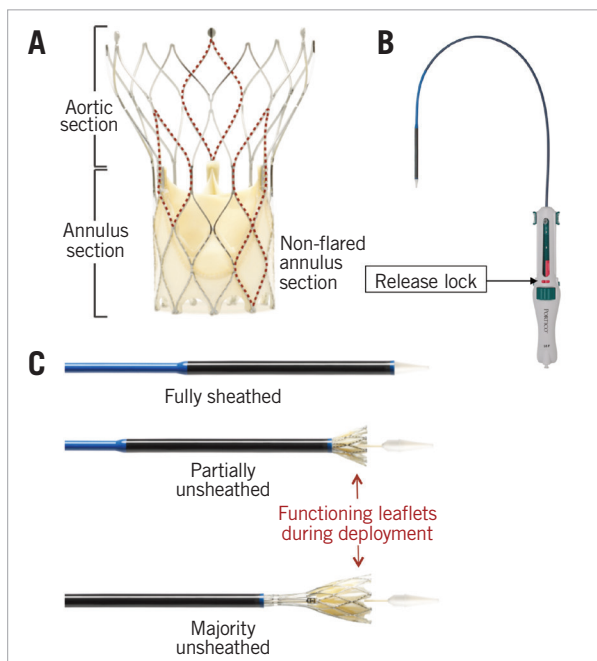 A
Aortic
section
Annulus
section
Non-flared
annulus
section
B
Release lock
PORTICO
C
Fully sheathed
Partially
unsheathed
Functioning leaflets
during deployment
Majority
unsheathed